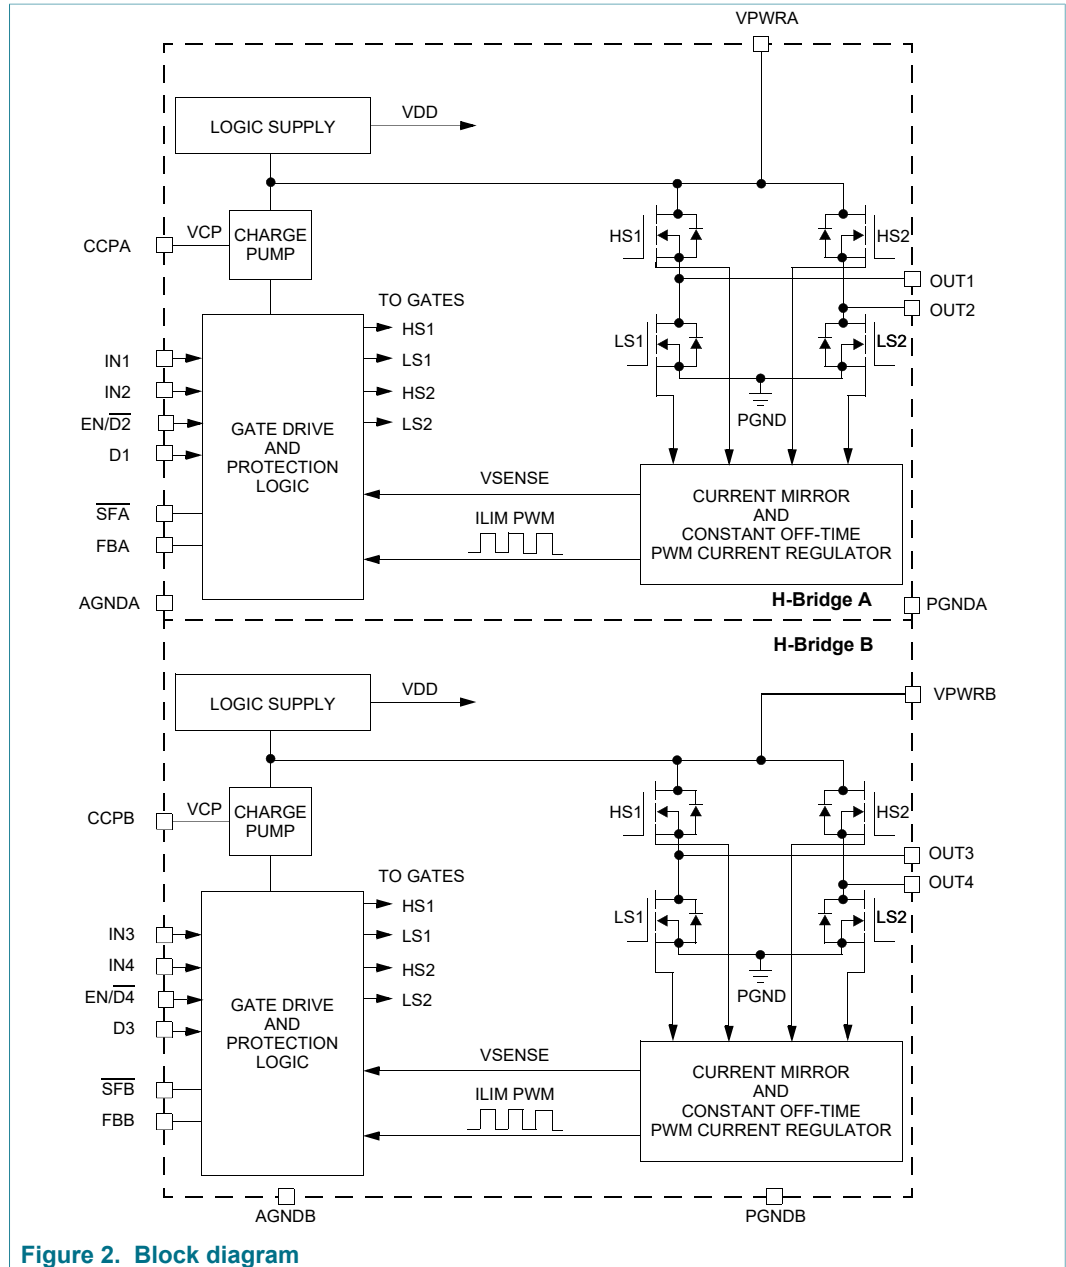 VPWRA
LOGIC SUPPLY
VDD
CCPA
VCP
CHARGE
PUMP
HS1
HS2
OUT1
OUT2
TO GATES
HS1
LS1
HS2
LS2
LS1
LS2
PGND
IN1
IN2
EN/D2
D1
SFA
FBA
GATE DRIVE
AND
PROTECTION
LOGIC
VSENSE
ILIM PWM
CURRENT MIRROR
AND
CONSTANT OFF-TIME
PWM CURRENT REGULATOR
AGNDA
H-Bridge A
PGNDA
H-Bridge B
LOGIC SUPPLY
VDD
VPWRB
CCPB
VCP
CHARGE
PUMP
HS1
HS2
OUT3
OUT4
TO GATES
HS1
LS1
HS2
LS2
LS1
LS2
PGND
IN3
IN4
EN/D4
D3
SFB
FBB
GATE DRIVE
AND
PROTECTION
LOGIC
VSENSE
ILIM PWM
CURRENT MIRROR
AND
CONSTANT OFF-TIME
PWM CURRENT REGULATOR
AGNDB
PGNDB
Figure 2. Block diagram